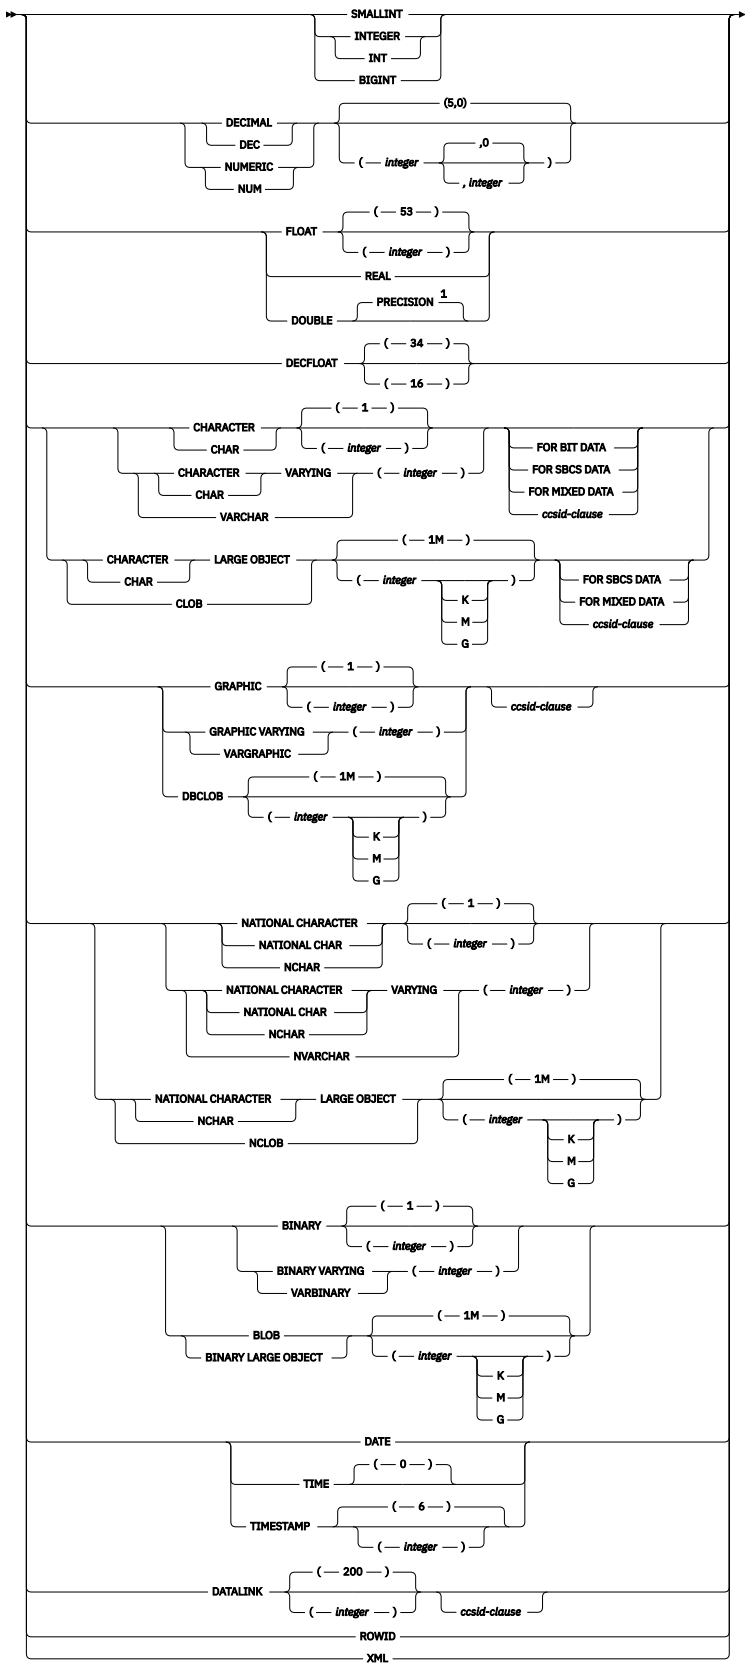 SMALLINT
INTEGER
INT
BIGINT
(5,0)
DECIMAL
DEC
,0
( integer )
NUMERIC
, integer
NUM
( 53 )
FLOAT
( integer )
REAL
PRECISION 1
DOUBLE
( 34 )
DECFLOAT
( 16 )
( 1 )
CHARACTER
CHAR ( integer ) FOR BIT DATA
CHARACTER VARYING ( integer ) FOR SBCS DATA
CHAR FOR MIXED DATA
VARCHAR ccsid-clause
( 1M )
CHARACTER LARGE OBJECT
CHAR ( integer ) FOR SBCS DATA
CLOB K FOR MIXED DATA
M ccsid-clause
G
( 1 )
GRAPHIC
( integer ) ccsid-clause
GRAPHIC VARYING ( integer )
VARGRAPHIC
( 1M )
DBCLOB
( integer )
K
M
G
( 1 )
NATIONAL CHARACTER
NATIONAL CHAR ( integer )
NCHAR
NATIONAL CHARACTER VARYING ( integer )
NATIONAL CHAR
NCHAR
NVARCHAR
( 1M )
NATIONAL CHARACTER LARGE OBJECT
NCHAR ( integer )
NCLOB K
M
G
( 1 )
BINARY
( integer )
BINARY VARYING ( integer )
VARBINARY
( 1M )
BLOB
BINARY LARGE OBJECT ( integer )
K
M
G
DATE
( 0 )
TIME
( 6 )
TIMESTAMP
( integer )
( 200 )
DATALINK
( integer ) ccsid-clause
ROWID
XML